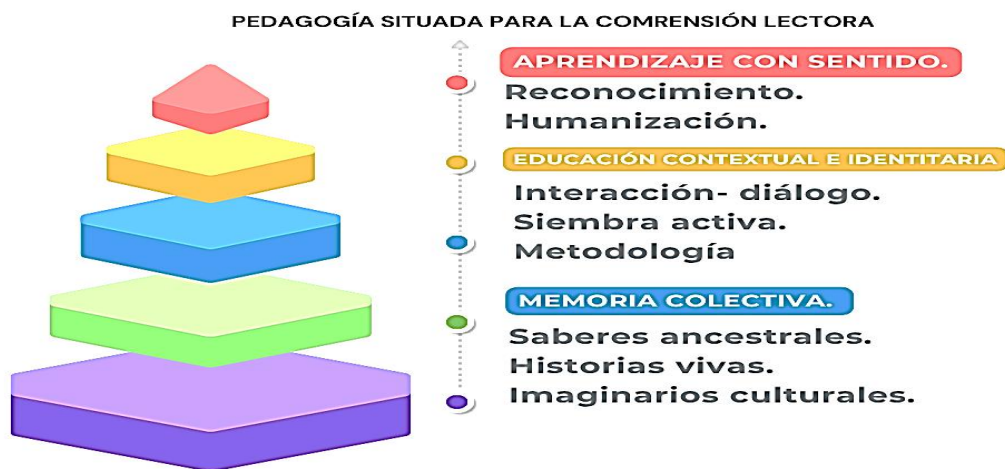 PEDAGOGÍA SITUADA PARA LA COMRENSIÓN LECTORA
APRENDIZAJE CON SENTIDO.
Reconocimiento.
Humanización.
EDUCACIÓN CONTEXTUAL E IDENTITARIA
Interacción- diálogo.
Siembra activa.
Metodología
MEMORIA COLECTIVA.
Saberes ancestrales.
Historias vivas.
Imaginarios culturales.